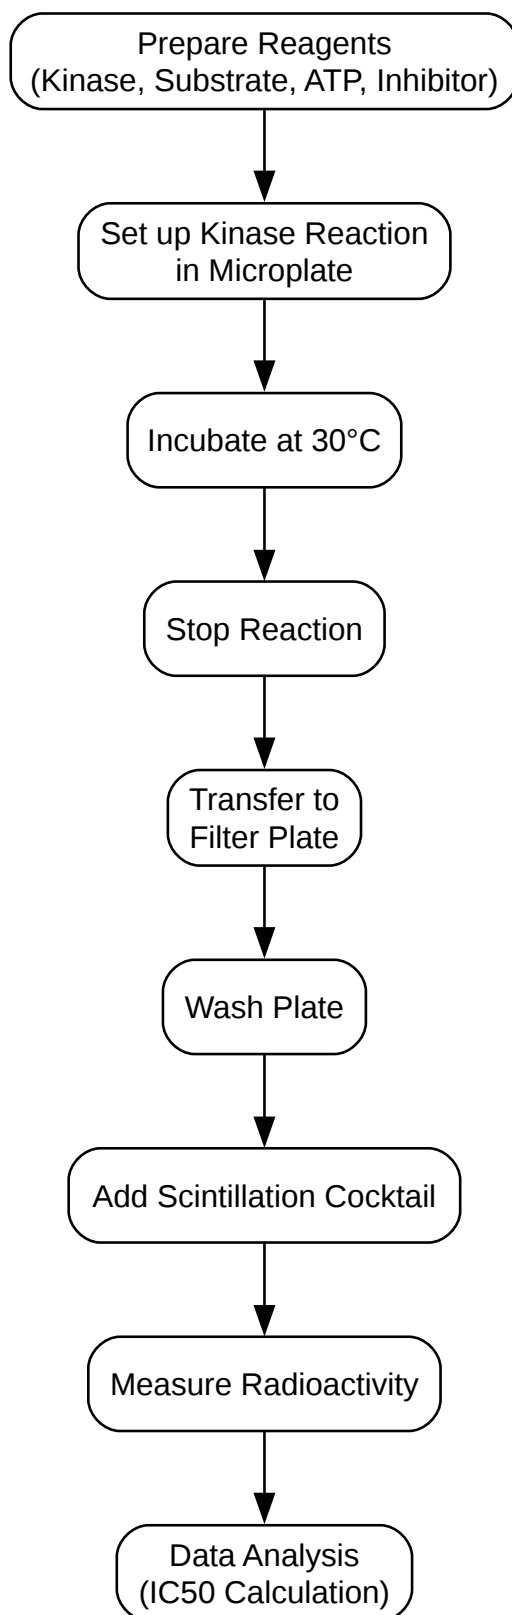 Prepare Reagents
(Kinase, Substrate, ATP, Inhibitor)
Set up Kinase Reaction
in Microplate
Incubate at 30°C
Stop Reaction
Transfer to
Filter Plate
Wash Plate
Add Scintillation Cocktail
Measure Radioactivity
Data Analysis
(IC50 Calculation)